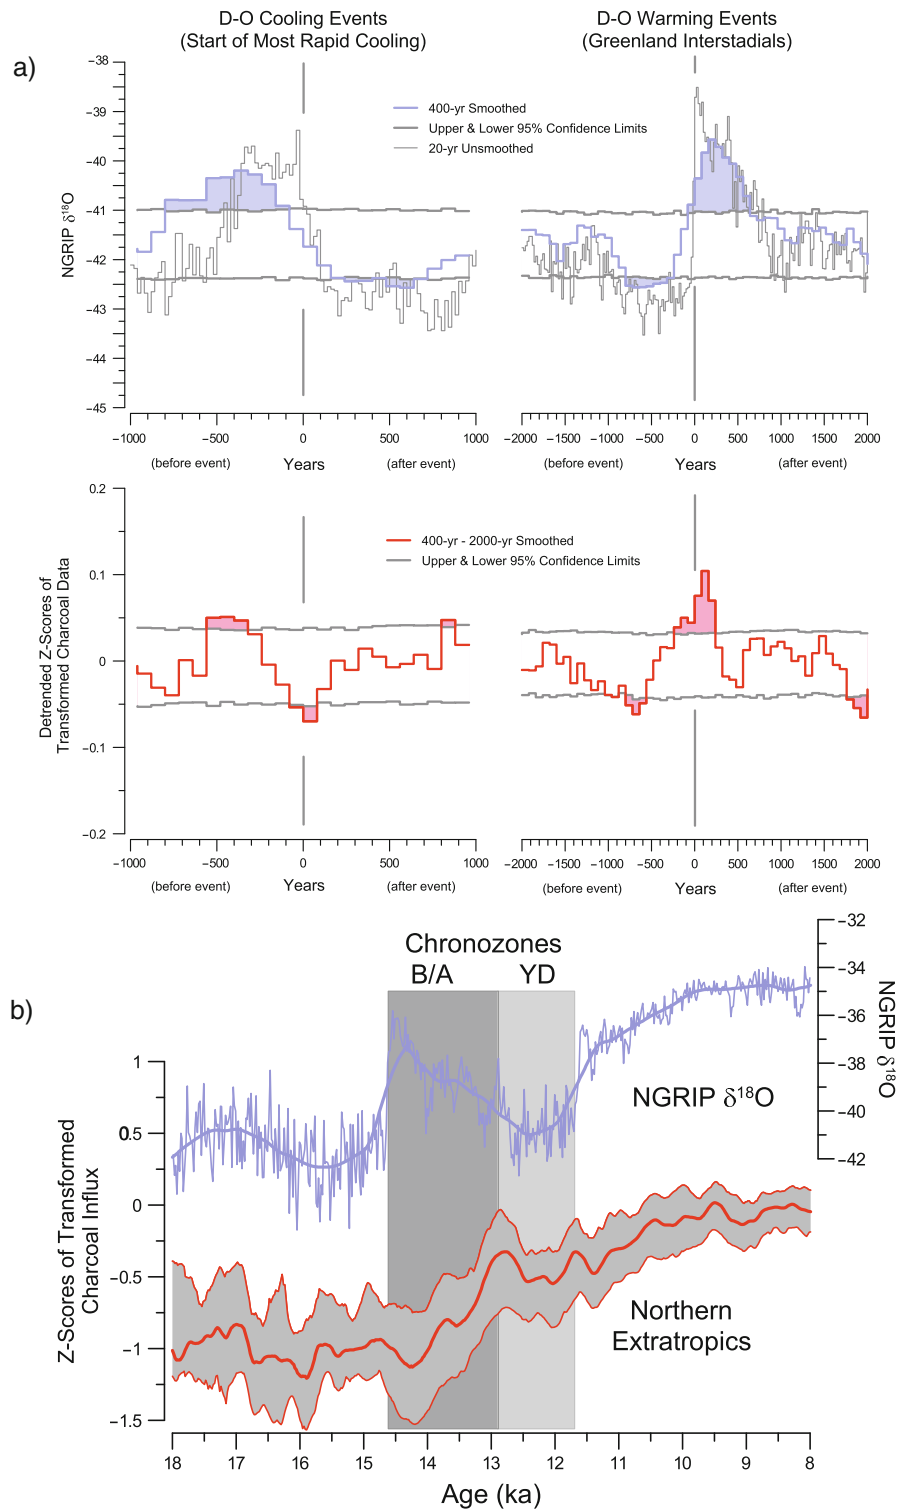 D-O Cooling Events
(Start of Most Rapid Cooling)
D-O Warming Events
(Greenland Interstadials)
a)
400-yr Smoothed
Upper & Lower 95% Confidence Limits
20-yr Unsmoothed
NGRIP δ18O
−38
−39
−40
−41
−42
−43
−44
−45
−1000
−500
0
500
1000
(before event)
Years
(after event)
−2000
−1500
−1000
−500
0
500
1000
1500
2000
(before event)
Years
(after event)
400-yr - 2000-yr Smoothed
Upper & Lower 95% Confidence Limits
Detrended Z-Scores of
Transformed Charcoal Data
0.2
0.1
0
−0.1
−0.2
−1000
−500
0
500
1000
(before event)
Years
(after event)
−2000
−1500
−1000
−500
0
500
1000
1500
2000
(before event)
Years
(after event)
b)
Chronozones
B/A
YD
−32
−34
−36
−38
−40
−42
NGRIP δ18O
NGRIP δ18O
Northern
Extratropics
Z-Scores of Transformed
Charcoal Influx
1
0.5
0
−0.5
−1
−1.5
18
17
16
15
14
13
12
11
10
9
8
Age (ka)